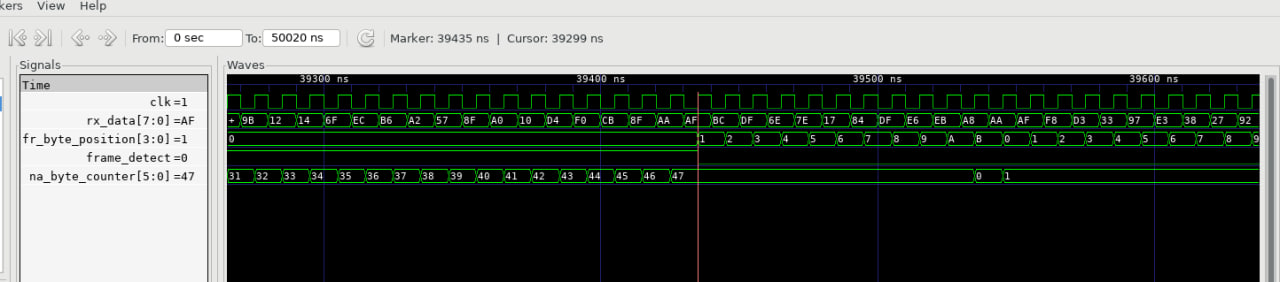 kers View Help
From: 0 sec To: 50020 ns Marker: 39435 ns | Cursor: 39299 ns
Signals Waves
Time 39300 ns 39400 ns 39500 ns 39600 ns
clk =1
rx_data[7:0] =AF + 9B 12 14 6F EC B6 A2 57 8F A0 10 D4 F0 CB 8F AA AF BC DF 6E 7E 17 84 DF E6 EB A8 AA AF F8 D3 33 97 E3 38 27 92
fr_byte_position[3:0] =1 0 1 2 3 4 5 6 7 8 9 A B 0 1 2 3 4 5 6 7 8 9
frame_detect =0
na_byte_counter[5:0] =47 31 32 33 34 35 36 37 38 39 40 41 42 43 44 45 46 47 0 1